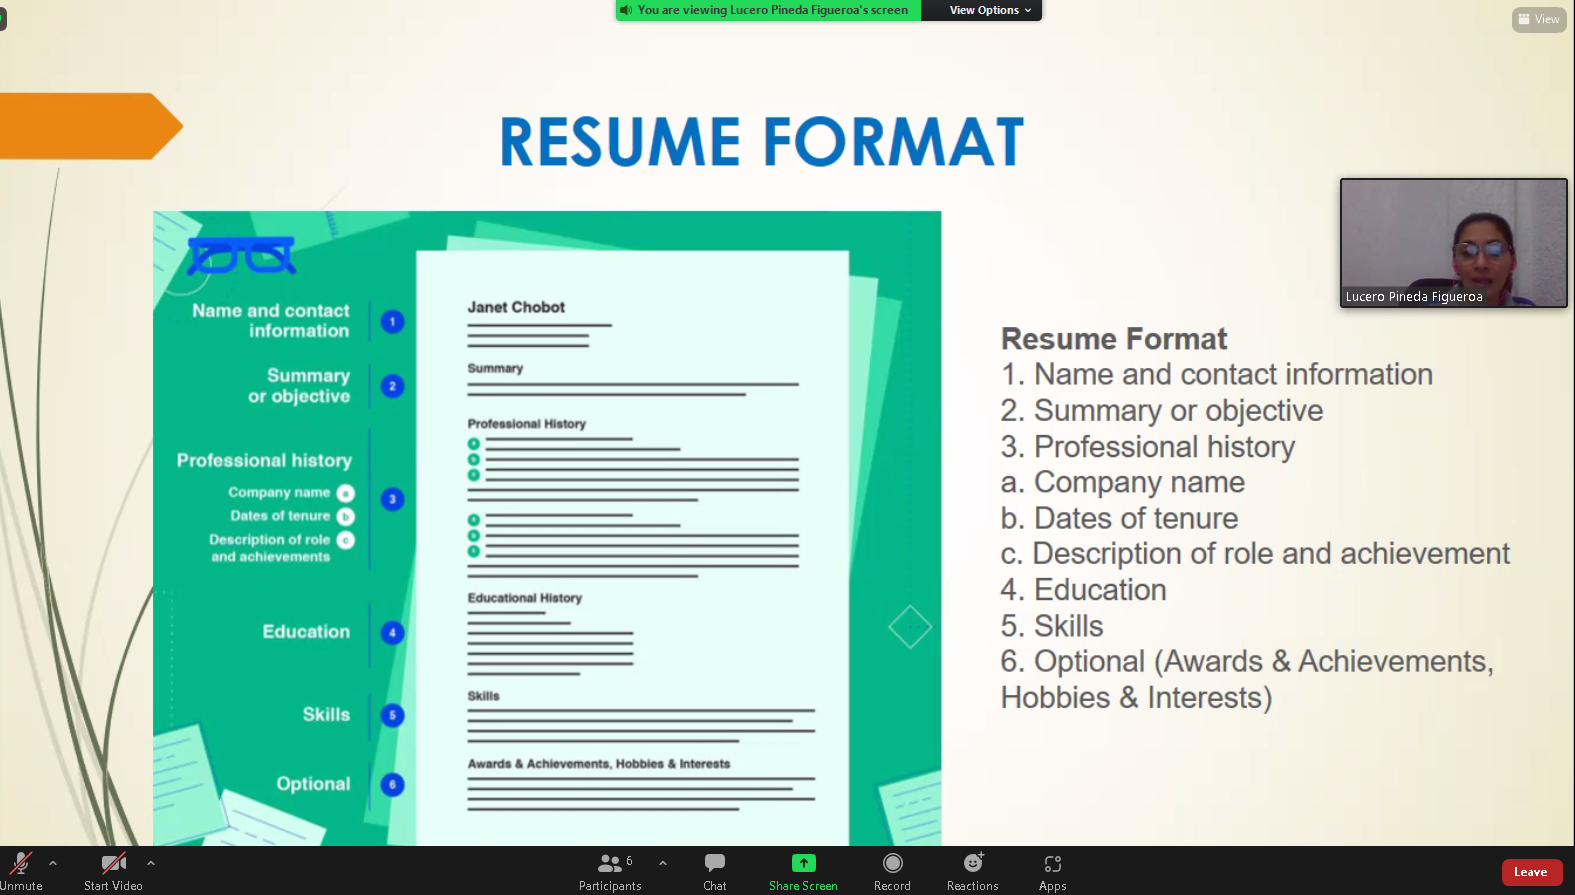 You are viewing Lucero Pineda Figueroa's screen
View Options
View
RESUME FORMAT
Lucero Pineda Figueroa
Name and contact
information
1
Summary
or objective
2
Professional history
Company name a
Dates of tenure b
Description of role c
and achievements
3
Education
4
Skills
5
Optional
6
Janet Chobot
Summary
Professional History
a
b
c
a
b
c
Educational History
Skills
Awards & Achievements, Hobbies & Interests
Resume Format
1. Name and contact information
2. Summary or objective
3. Professional history
a. Company name
b. Dates of tenure
c. Description of role and achievement
4. Education
5. Skills
6. Optional (Awards & Achievements,
Hobbies & Interests)
Unmute
Start Video
6
Participants
Chat
Share Screen
Record
Reactions
Apps
Leave